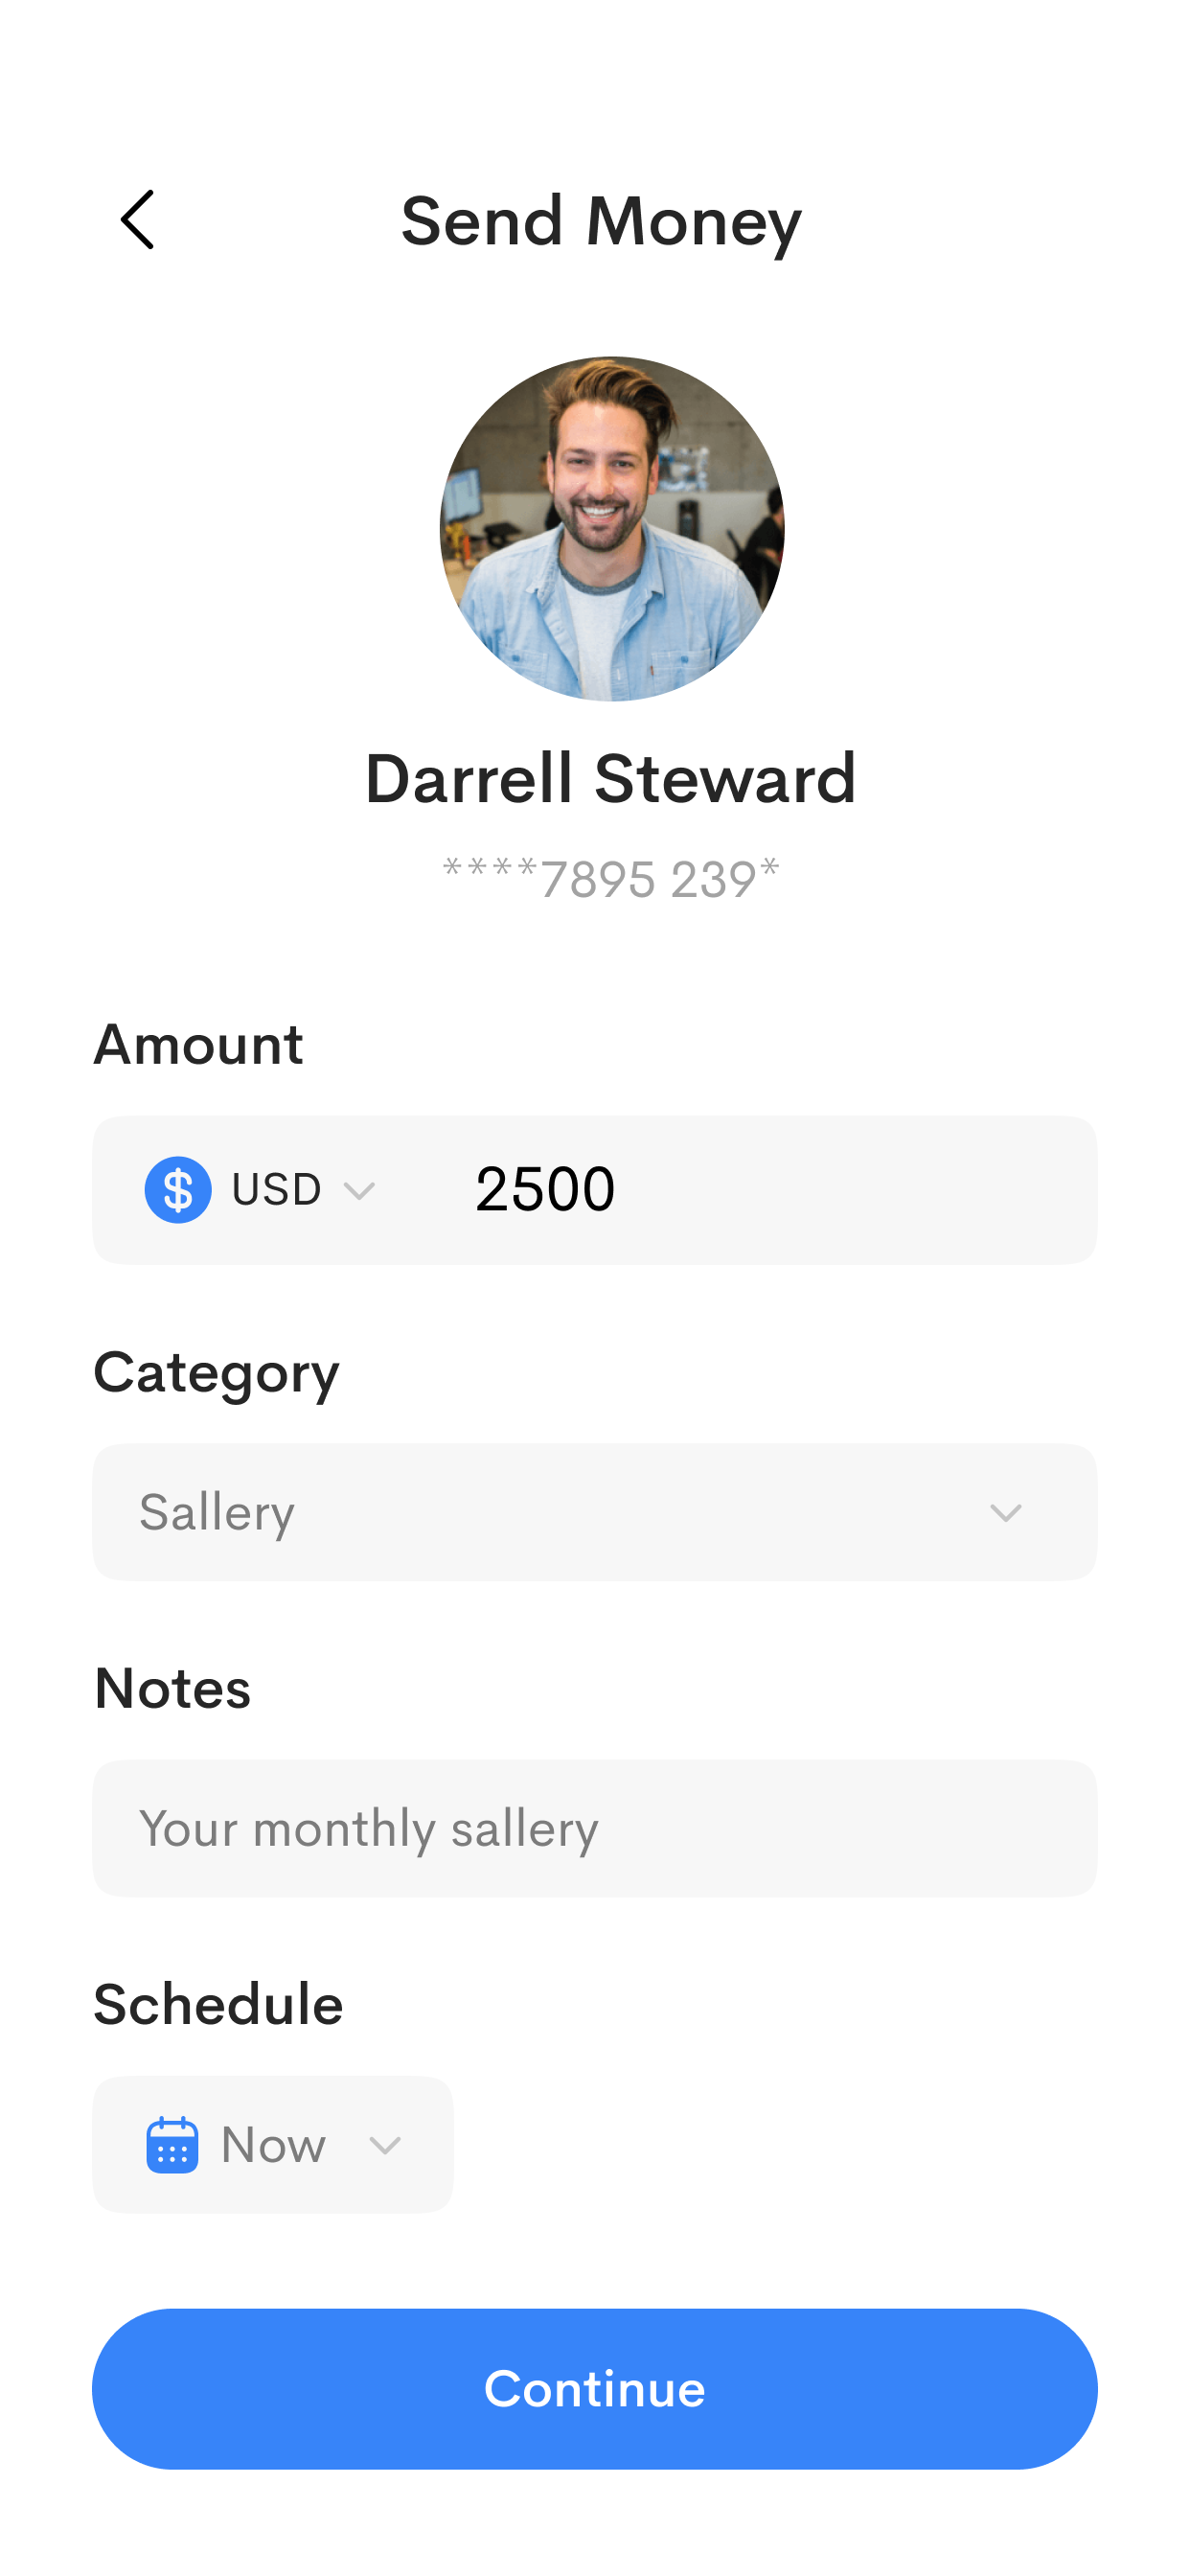 Send Money
Darrell Steward
****7895 239*
Amount
USD 2500
Category
Sallery
Notes
Your monthly sallery
Schedule
Now
Continue